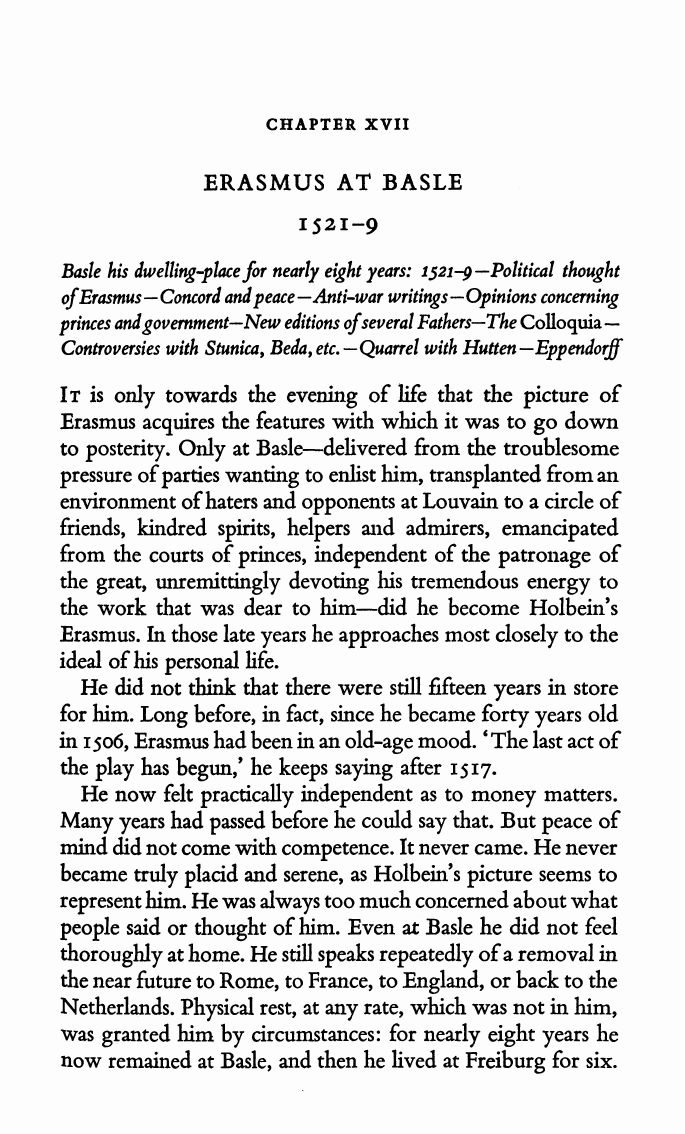 CHAPTER XVII
ERASMUS AT BASLE
1521–9
Basle his dwelling-place for nearly eight years: 1521–9—Political thought
of Erasmus—Concord and peace—Anti-war writings—Opinions concerning
princes and government—New editions of several Fathers—The Colloquia—
Controversies with Stunica, Beda, etc.—Quarrel with Hutten—Eppendorff
IT is only towards the evening of life that the picture of
Erasmus acquires the features with which it was to go down
to posterity. Only at Basle—delivered from the troublesome
pressure of parties wanting to enlist him, transplanted from an
environment of haters and opponents at Louvain to a circle of
friends, kindred spirits, helpers and admirers, emancipated
from the courts of princes, independent of the patronage of
the great, unremittingly devoting his tremendous energy to
the work that was dear to him—did he become Holbein's
Erasmus. In those late years he approaches most closely to the
ideal of his personal life.
He did not think that there were still fifteen years in store
for him. Long before, in fact, since he became forty years old
in 1506, Erasmus had been in an old-age mood. 'The last act of
the play has begun,' he keeps saying after 1517.
He now felt practically independent as to money matters.
Many years had passed before he could say that. But peace of
mind did not come with competence. It never came. He never
became truly placid and serene, as Holbein's picture seems to
represent him. He was always too much concerned about what
people said or thought of him. Even at Basle he did not feel
thoroughly at home. He still speaks repeatedly of a removal in
the near future to Rome, to France, to England, or back to the
Netherlands. Physical rest, at any rate, which was not in him,
was granted him by circumstances: for nearly eight years he
now remained at Basle, and then he lived at Freiburg for six.